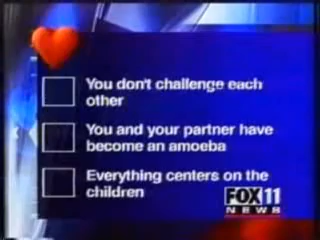 You don't challenge each
other
You and your partner have
become an amoeba
Everything centers on the
children
FOX 11
NEWS